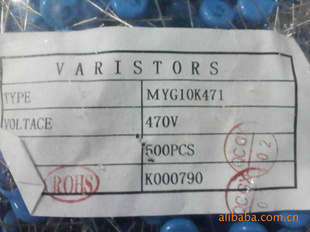 VARISTORS
TYPE MYG10K471
VOLTACE 470V
500PCS
ROHS K000790
alibaba.com.cn